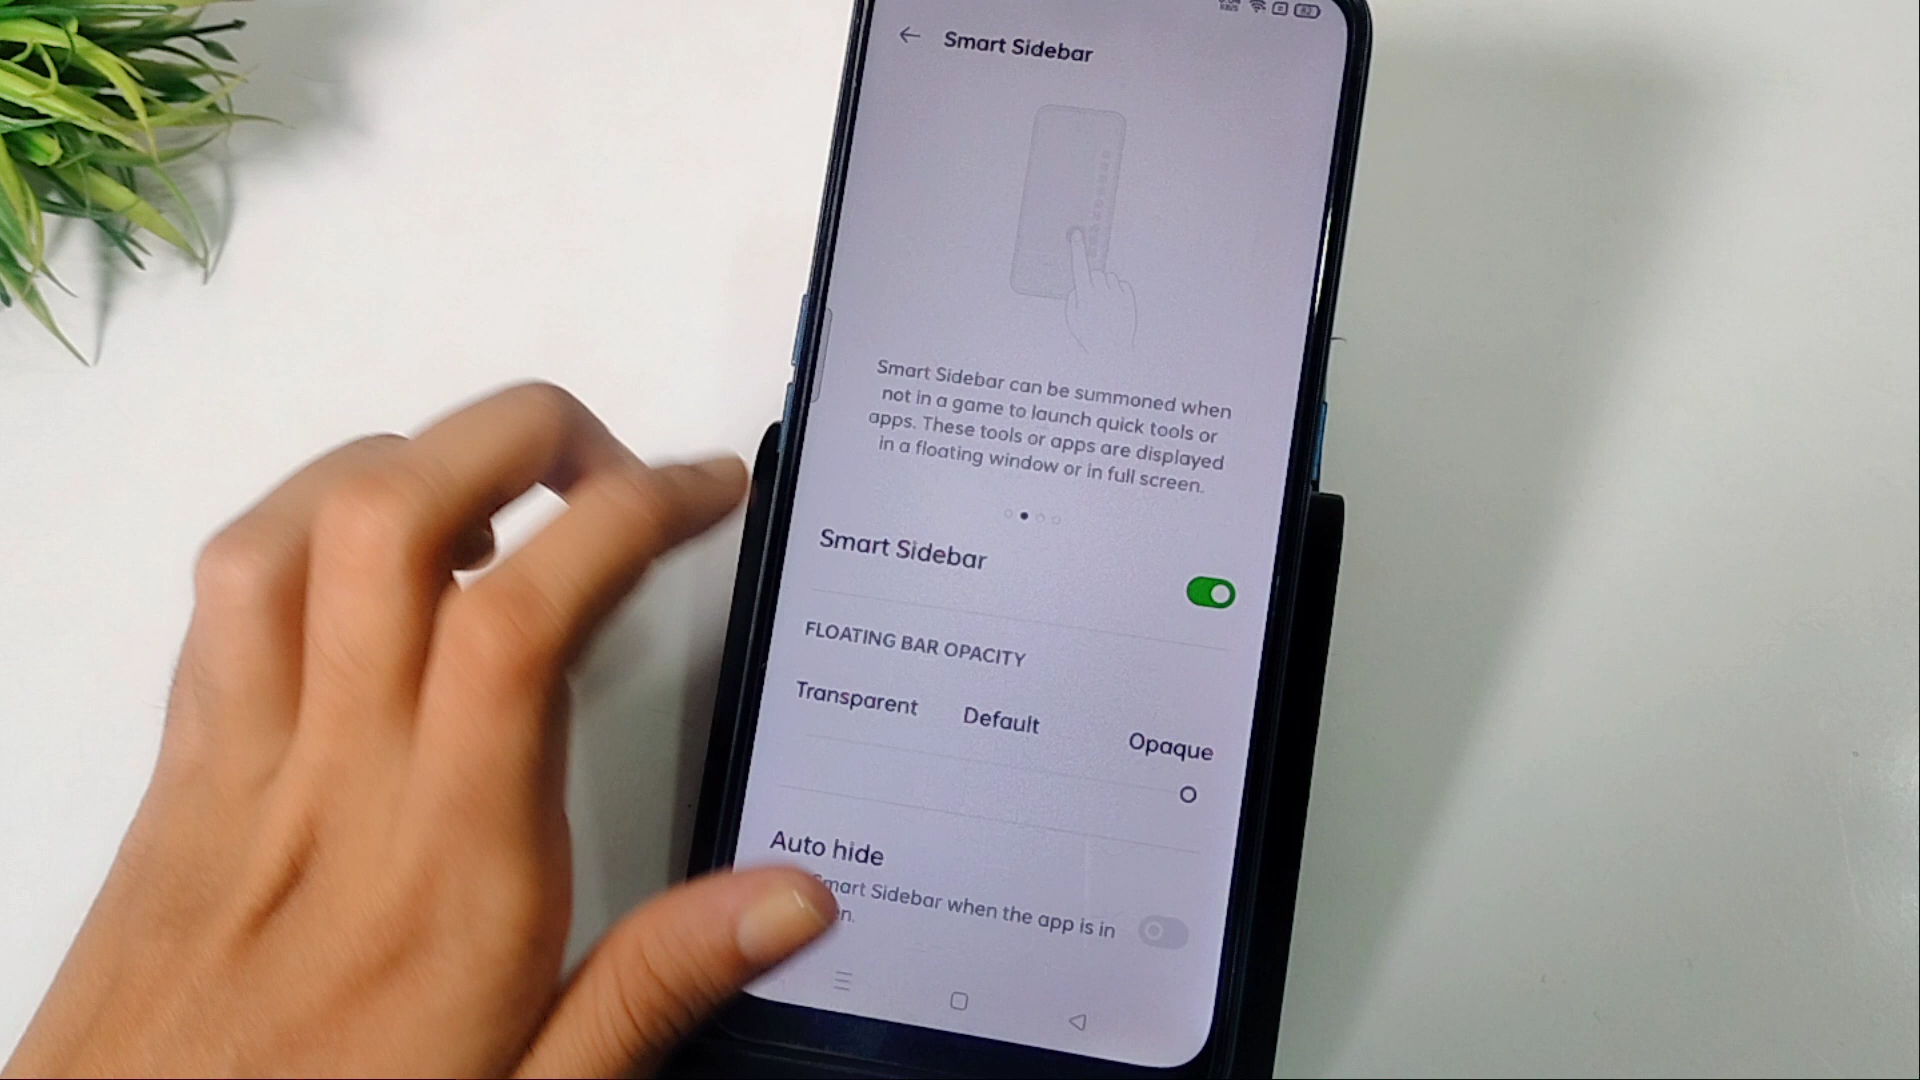 Smart Sidebar
Smart Sidebar can be summoned when
not in a game to launch quick tools or
apps. These tools or apps are displayed
in a floating window or in full screen.
Smart Sidebar
FLOATING BAR OPACITY
Transparent Default Opaque
Auto hide
Smart Sidebar when the app is in